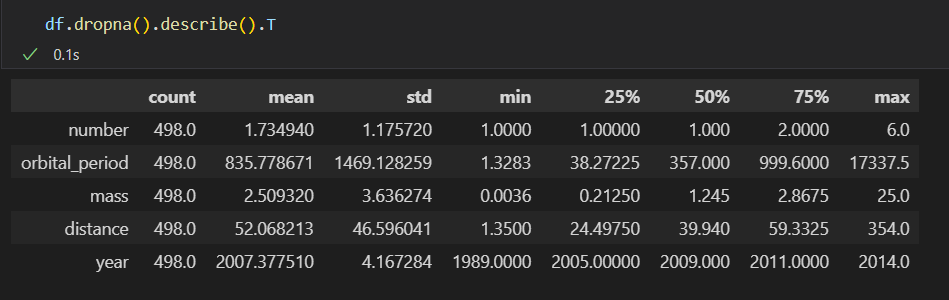 df.dropna().describe().T
0.1s
count mean std min 25% 50% 75% max
number 498.0 1.734940 1.175720 1.0000 1.00000 1.000 2.0000 6.0
orbital_period 498.0 835.778671 1469.128259 1.3283 38.27225 357.000 999.6000 17337.5
mass 498.0 2.509320 3.636274 0.0036 0.21250 1.245 2.8675 25.0
distance 498.0 52.068213 46.596041 1.3500 24.49750 39.940 59.3325 354.0
year 498.0 2007.377510 4.167284 1989.0000 2005.00000 2009.000 2011.0000 2014.0